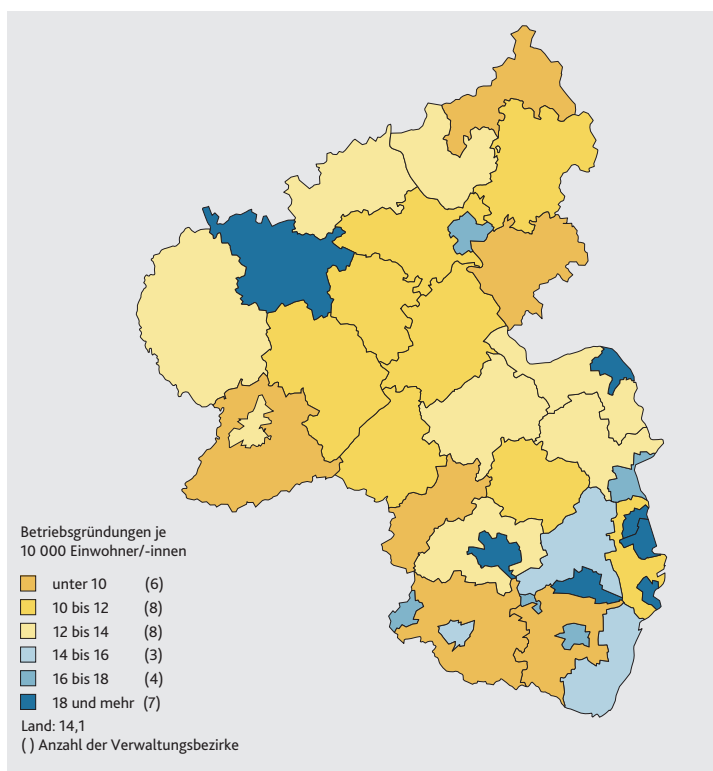 Betriebsgründungen je
10 000 Einwohner/-innen
unter 10 (6)
10 bis 12 (8)
12 bis 14 (8)
14 bis 16 (3)
16 bis 18 (4)
18 und mehr (7)
Land: 14,1
( ) Anzahl der Verwaltungsbezirke